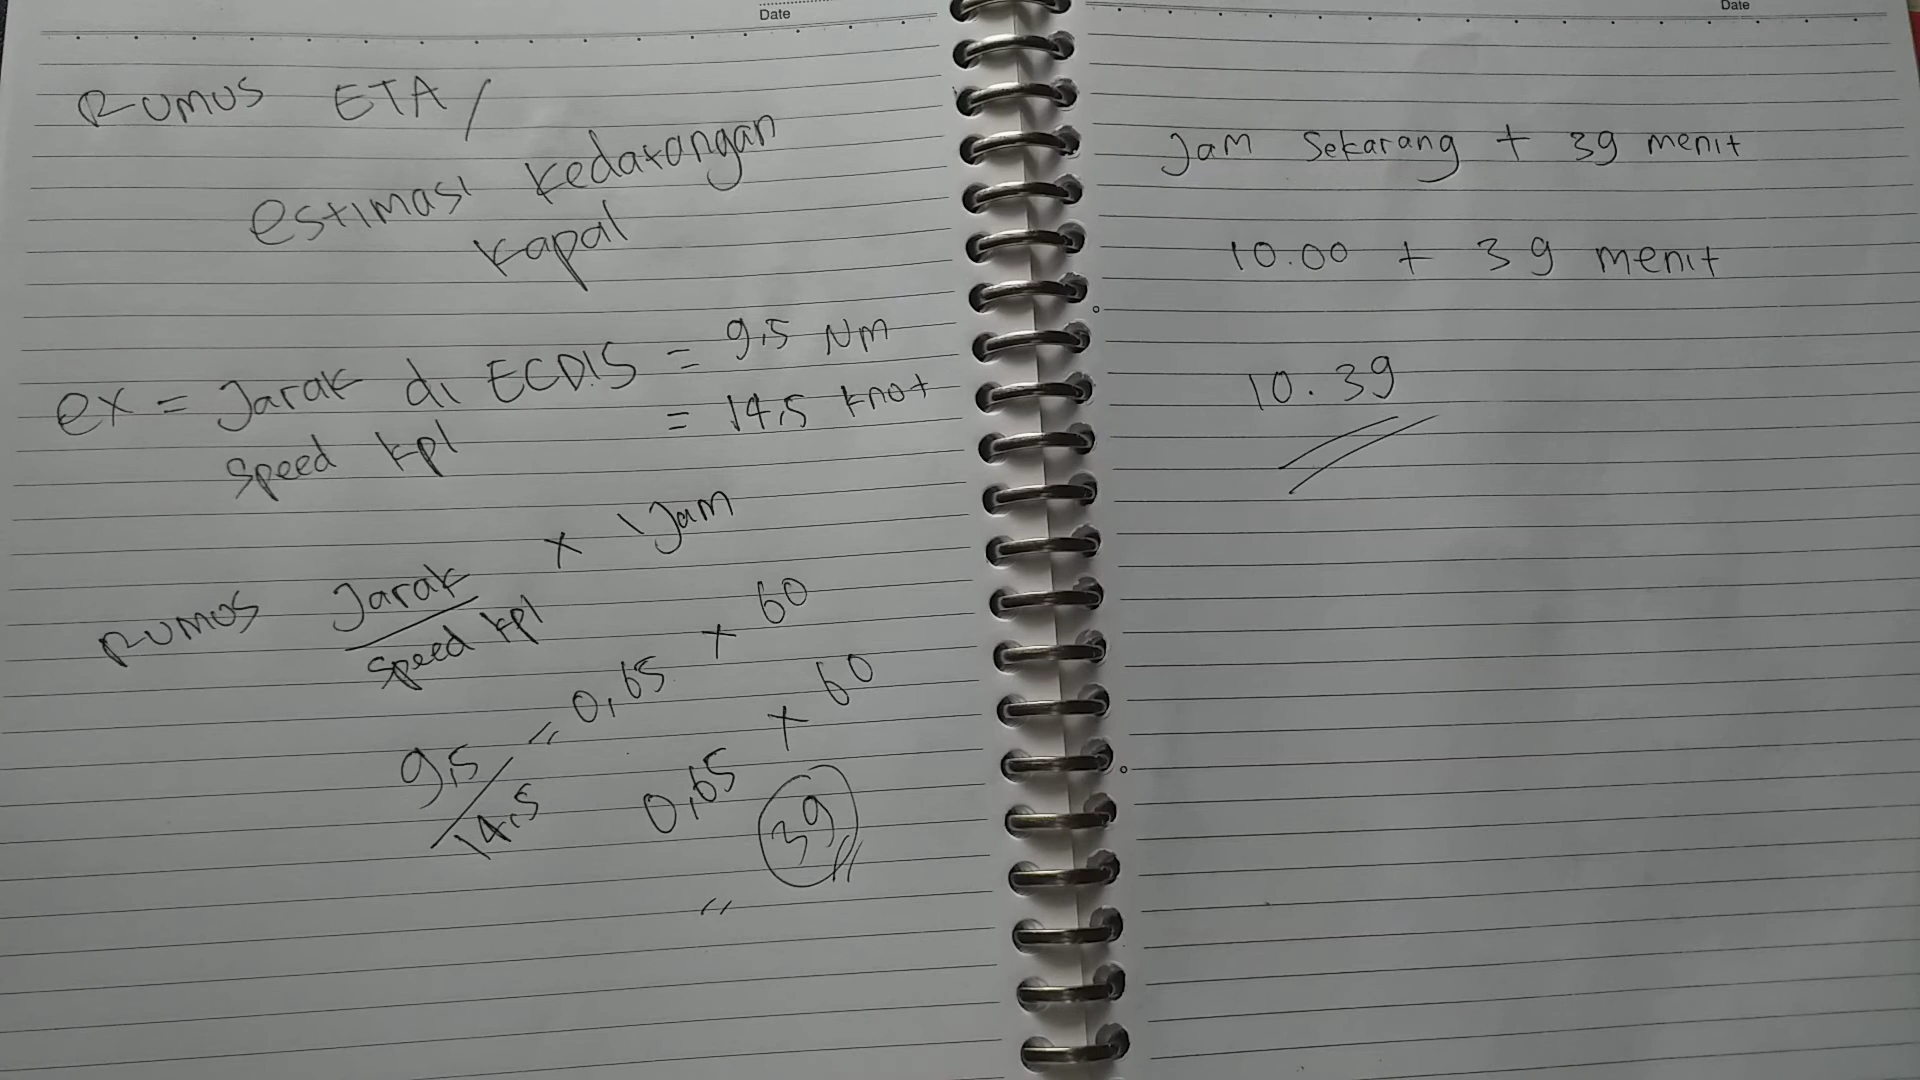 Date
RUMUS ETA /
estimasi kedatangan
kapal
ex = Jarak di ECDIS = 9,5 NM
speed kpl = 14,5 knot
RUMUS Jarak x 1 Jam
speed kpl
9,5 = 0,65 x 60
14,5
0,65 x 60
39
Date
Jam Sekarang + 39 menit
10.00 + 39 menit
10.39